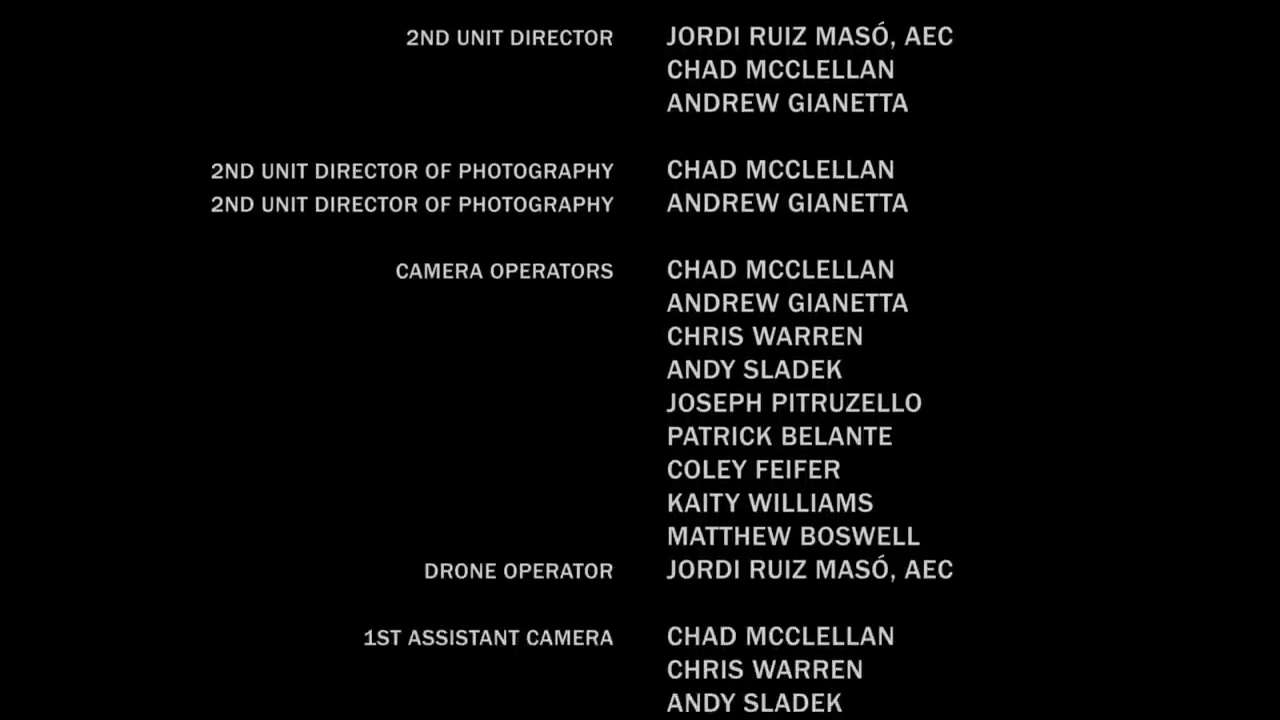 2ND UNIT DIRECTOR JORDI RUIZ MASÓ, AEC
CHAD MCCLELLAN
ANDREW GIANETTA
2ND UNIT DIRECTOR OF PHOTOGRAPHY CHAD MCCLELLAN
2ND UNIT DIRECTOR OF PHOTOGRAPHY ANDREW GIANETTA
CAMERA OPERATORS CHAD MCCLELLAN
ANDREW GIANETTA
CHRIS WARREN
ANDY SLADEK
JOSEPH PITRUZELLO
PATRICK BELANTE
COLEY FEIFER
KAITY WILLIAMS
MATTHEW BOSWELL
DRONE OPERATOR JORDI RUIZ MASÓ, AEC
1ST ASSISTANT CAMERA CHAD MCCLELLAN
CHRIS WARREN
ANDY SLADEK